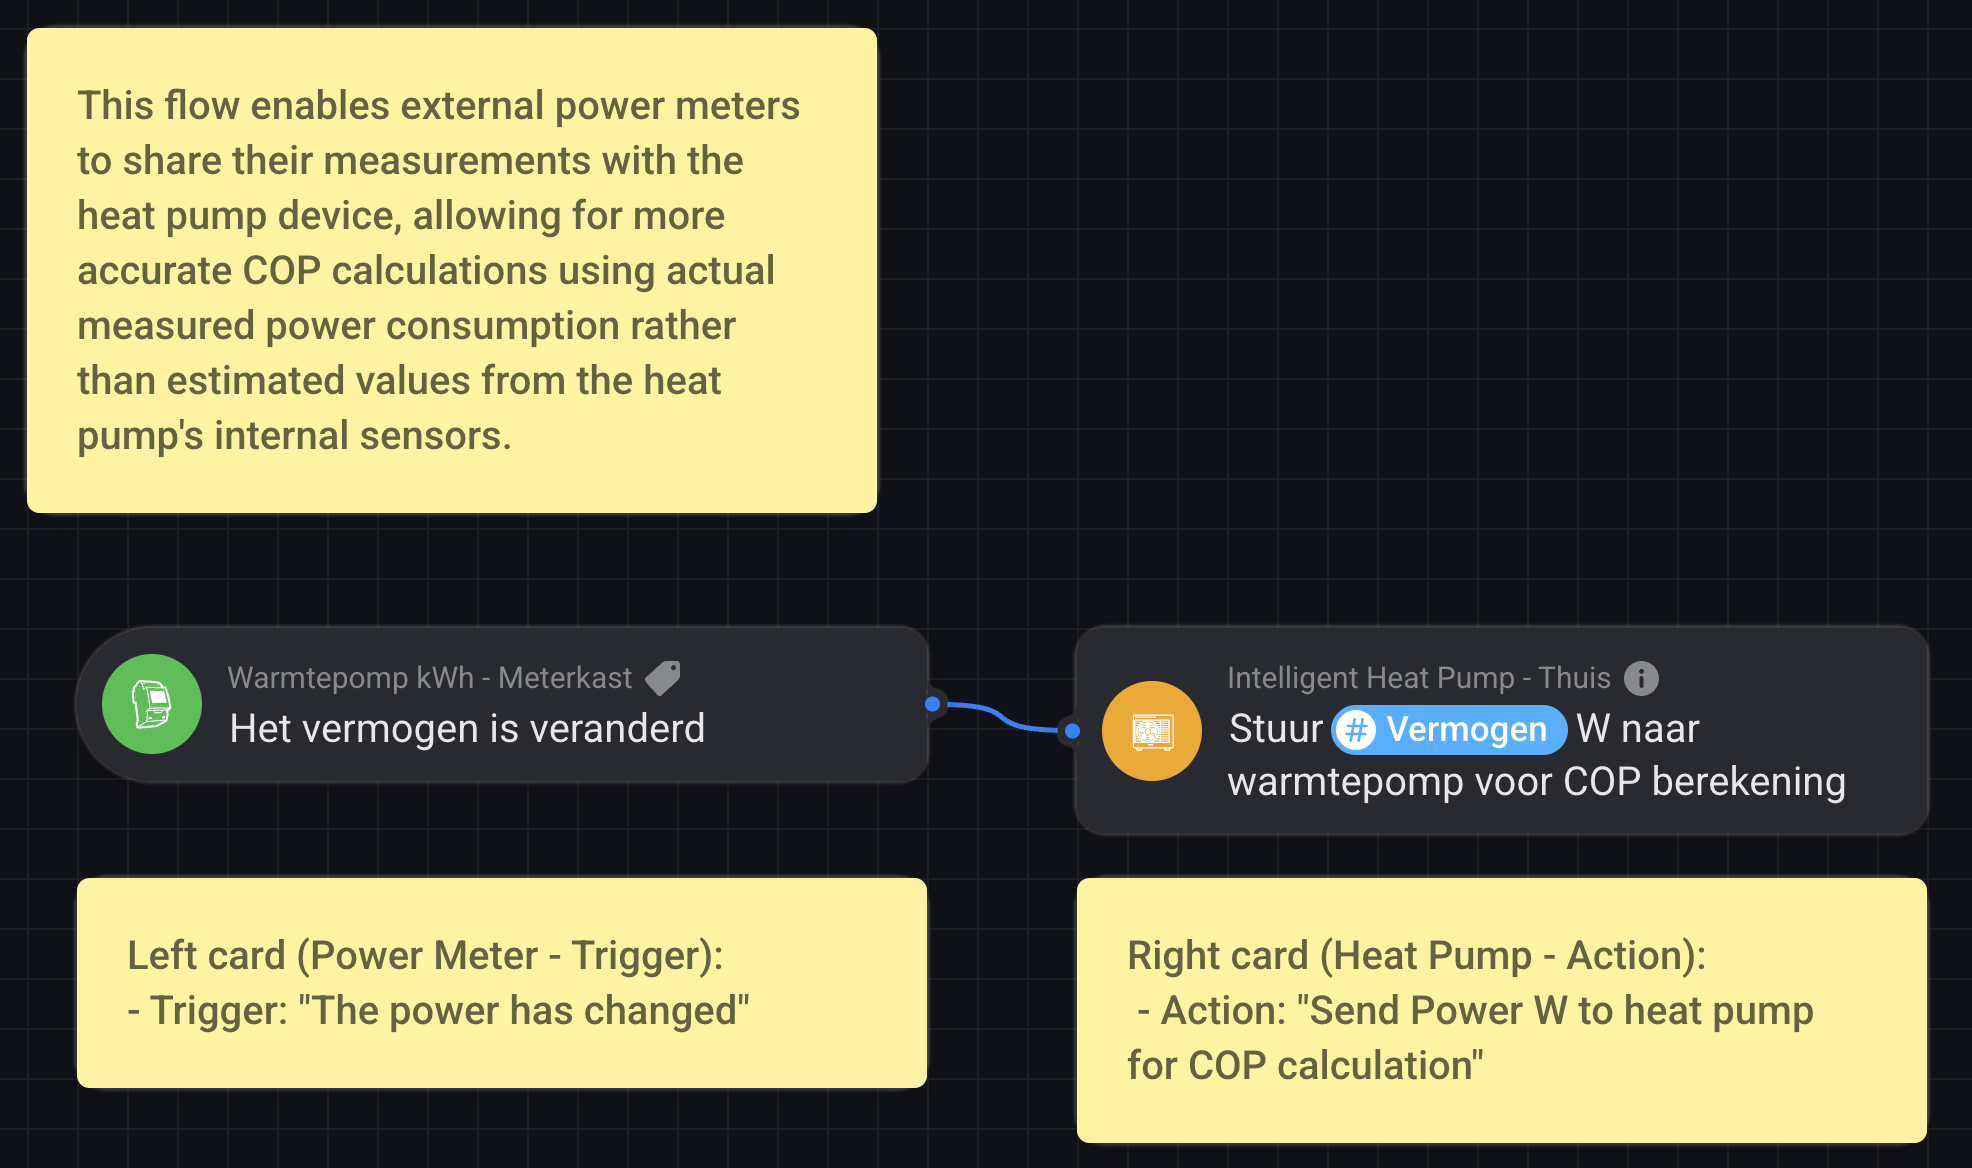 This flow enables external power meters
to share their measurements with the
heat pump device, allowing for more
accurate COP calculations using actual
measured power consumption rather
than estimated values from the heat
pump's internal sensors.
Warmtepomp kWh - Meterkast
Het vermogen is veranderd
Intelligent Heat Pump - Thuis
Stuur # Vermogen W naar
warmtepomp voor COP berekening
Left card (Power Meter - Trigger):
- Trigger: "The power has changed"
Right card (Heat Pump - Action):
- Action: "Send Power W to heat pump
for COP calculation"